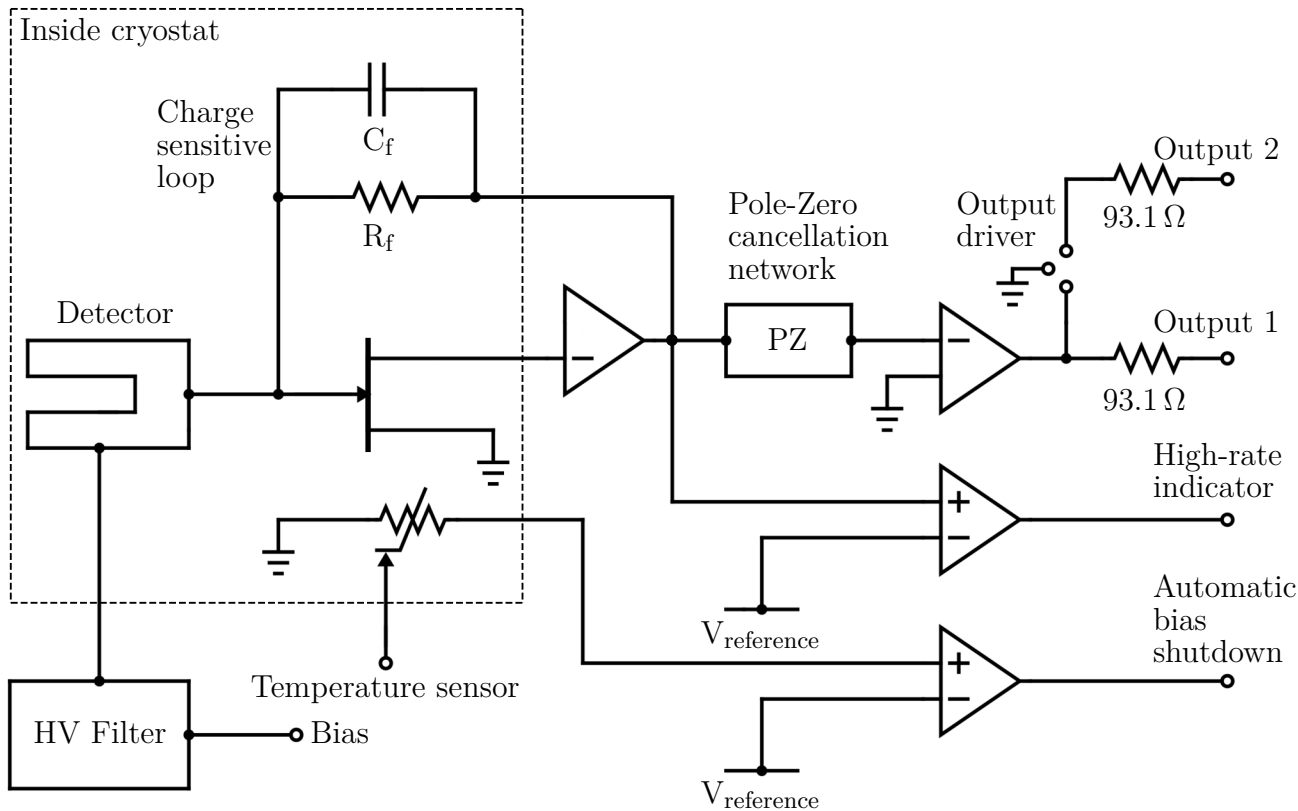 Inside cryostat
Charge
sensitive
loop
C_f
R_f
Detector
Pole-Zero
cancellation
network
PZ
−
−
Output
driver
Output 2
93.1 Ω
Output 1
93.1 Ω
High-rate
indicator
+
−
V_reference
Automatic
bias
shutdown
+
−
V_reference
Temperature sensor
HV Filter
Bias